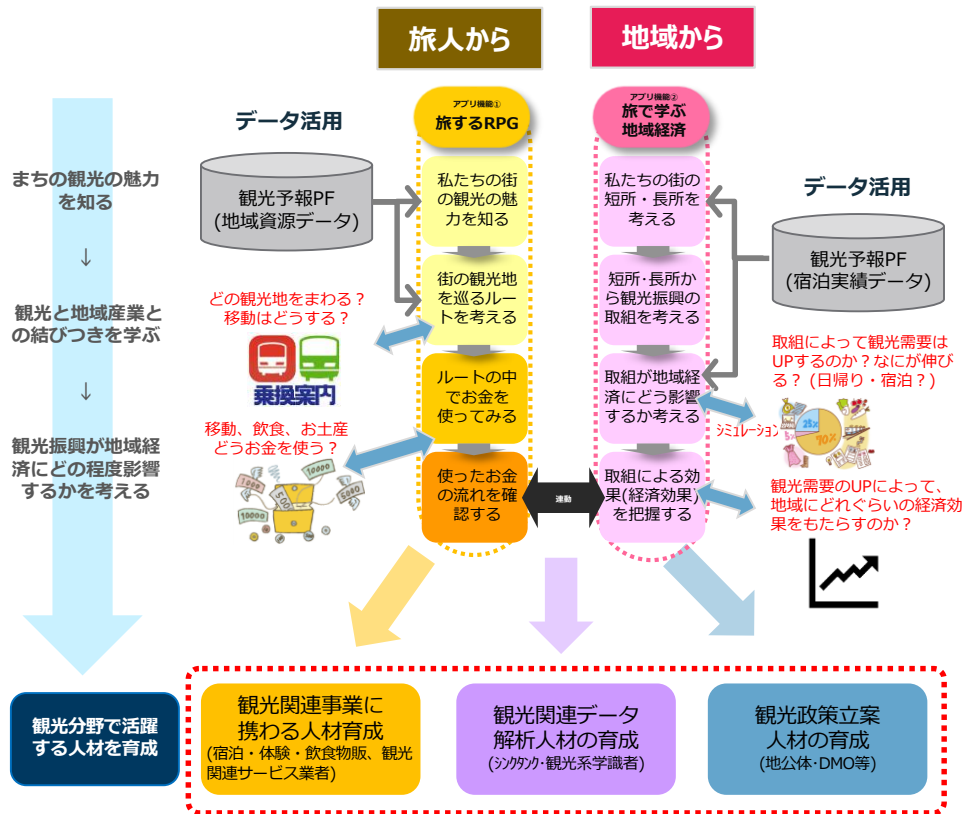 旅人から
地域から
アプリ機能①
旅するRPG
アプリ機能②
旅で学ぶ
地域経済
データ活用
観光予報PF
(地域資源データ)
まちの観光の魅力
を知る
↓
観光と地域産業と
の結びつきを学ぶ
↓
観光振興が地域経
済にどの程度影響
するかを考える
私たちの街
の観光の魅
力を知る
街の観光地
を巡るルー
トを考える
ルートの中
でお金を
使ってみる
使ったお金
の流れを確
認する
どの観光地をまわる？
移動はどうする？
乗換案内
移動、飲食、お土産
どうお金を使う？
10000
5000
1000
10000
連動
私たちの街の
短所・長所を
考える
短所・長所か
ら観光振興の
取組を考える
取組が地域経
済にどう影響
するか考える
取組による効
果(経済効果)
を把握する
データ活用
観光予報PF
(宿泊実績データ)
取組によって観光需要は
UPするのか？なにが伸び
る？ (日帰り・宿泊？)
シミュレーション
25%
5%
70%
観光需要のUPによって、
地域にどれぐらいの経済効
果をもたらすのか？
観光分野で活躍
する人材を育成
観光関連事業に
携わる人材育成
(宿泊・体験・飲食物販、観光
関連サービス業者)
観光関連データ
解析人材の育成
(ｼﾝｸﾀﾝｸ・観光系学識者)
観光政策立案
人材の育成
(地公体・DMO等)